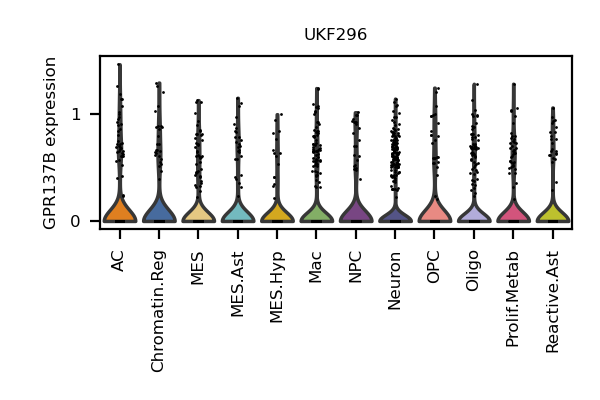 UKF296
GPR137B expression
1
0
AC
Chromatin.Reg
MES
MES.Ast
MES.Hyp
Mac
NPC
Neuron
OPC
Oligo
Prolif.Metab
Reactive.Ast